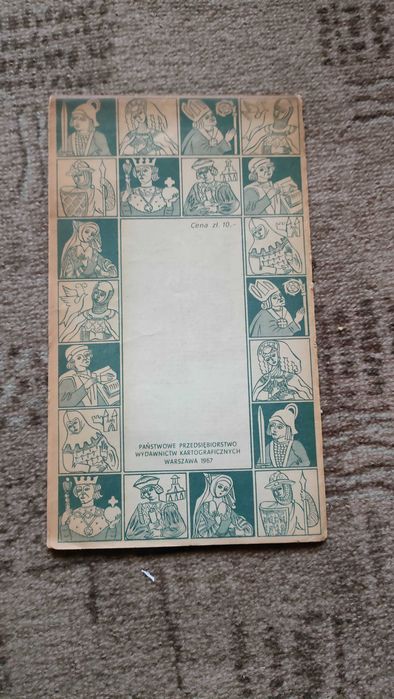 Cena zł. 10.-
PAŃSTWOWE PRZEDSIĘBIORSTWO
WYDAWNICTW KARTOGRAFICZNYCH
WARSZAWA 1967